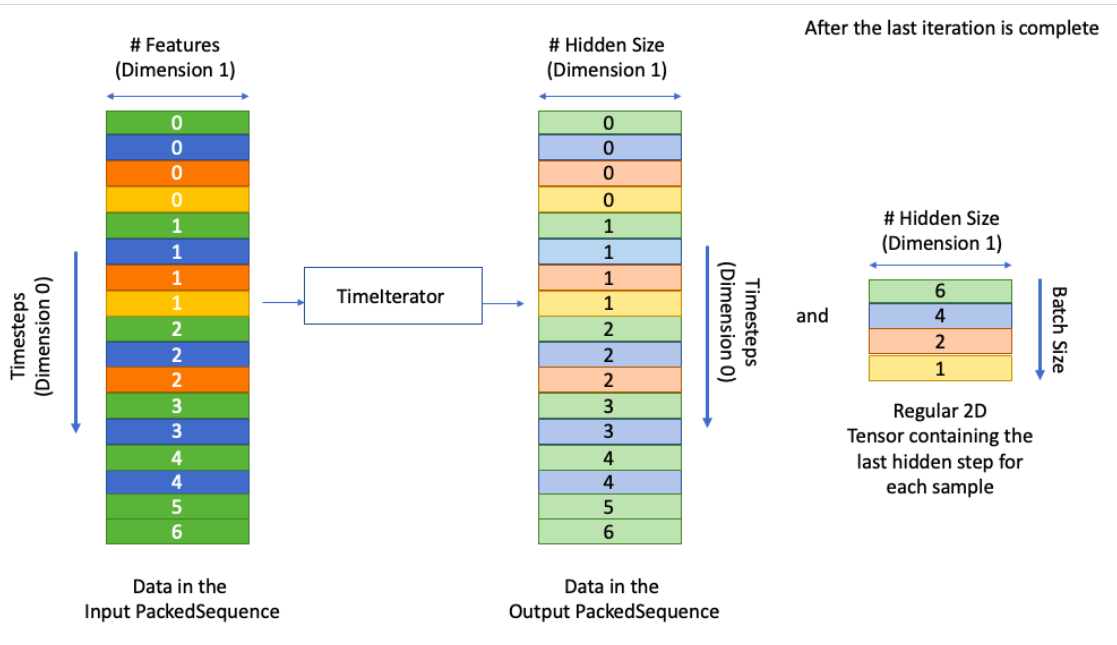 After the last iteration is complete
# Features
(Dimension 1)
0
0
0
0
1
1
1
1
2
2
2
3
3
4
4
5
6
Timesteps
(Dimension 0)
Data in the
Input PackedSequence
TimeIterator
# Hidden Size
(Dimension 1)
0
0
0
0
1
1
1
1
2
2
2
3
3
4
4
5
6
Timesteps
(Dimension 0)
Data in the
Output PackedSequence
and
# Hidden Size
(Dimension 1)
6
4
2
1
Batch Size
Regular 2D
Tensor containing the
last hidden step for
each sample